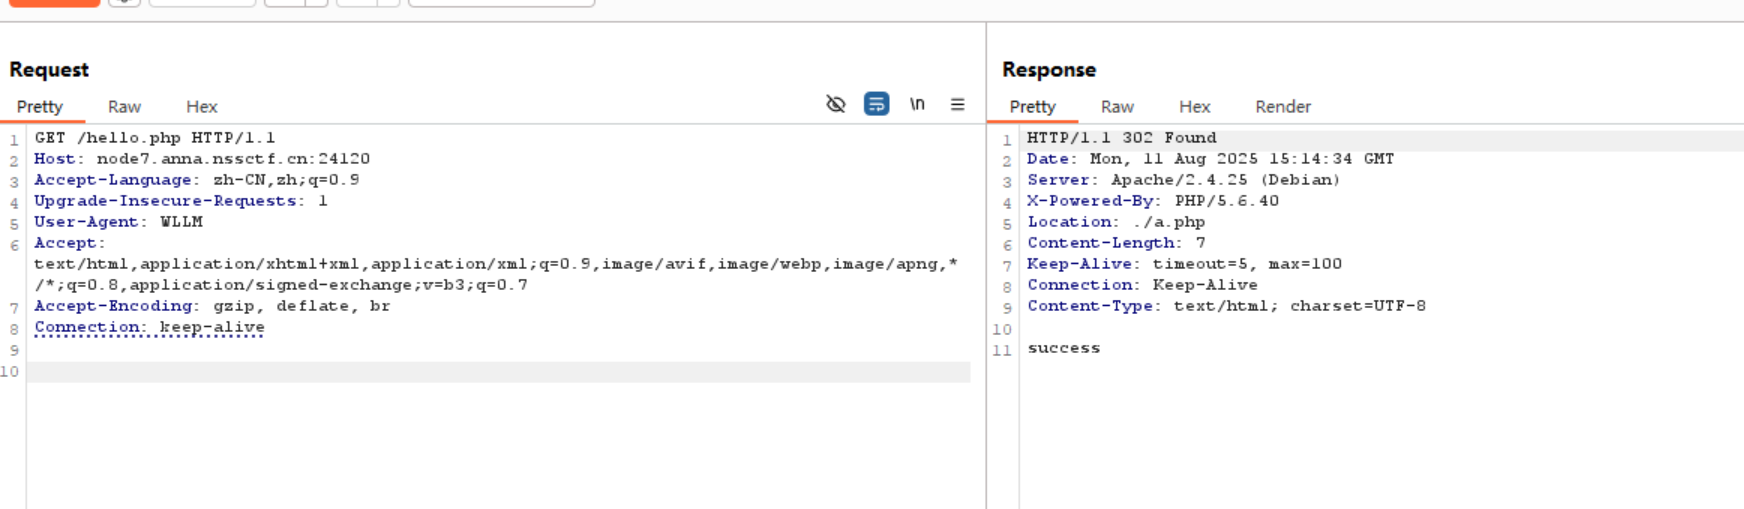 Request
Pretty Raw Hex \n
1 GET /hello.php HTTP/1.1
2 Host: node7.anna.nssctf.cn:24120
3 Accept-Language: zh-CN,zh;q=0.9
4 Upgrade-Insecure-Requests: 1
5 User-Agent: WLLM
6 Accept:
text/html,application/xhtml+xml,application/xml;q=0.9,image/avif,image/webp,image/apng,*
/*;q=0.8,application/signed-exchange;v=b3;q=0.7
7 Accept-Encoding: gzip, deflate, br
8 Connection: keep-alive
9
10
Response
Pretty Raw Hex Render
1 HTTP/1.1 302 Found
2 Date: Mon, 11 Aug 2025 15:14:34 GMT
3 Server: Apache/2.4.25 (Debian)
4 X-Powered-By: PHP/5.6.40
5 Location: ./a.php
6 Content-Length: 7
7 Keep-Alive: timeout=5, max=100
8 Connection: Keep-Alive
9 Content-Type: text/html; charset=UTF-8
10
11 success